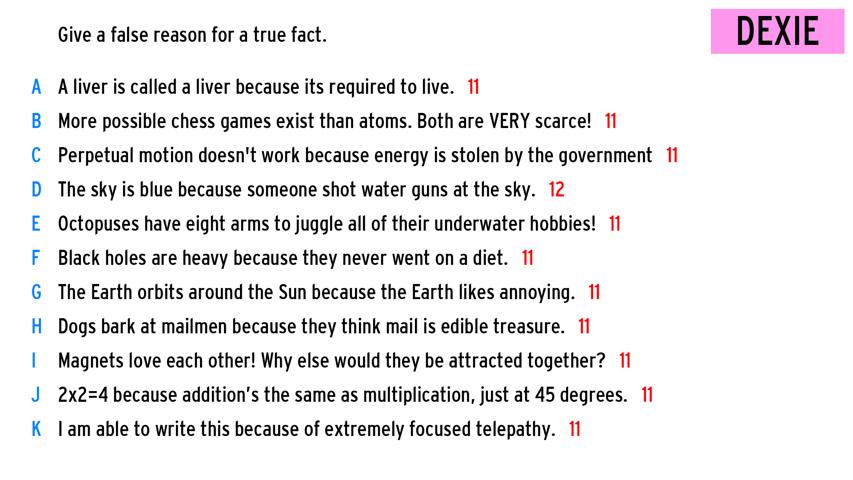 Give a false reason for a true fact.
DEXIE
A A liver is called a liver because its required to live. 11
B More possible chess games exist than atoms. Both are VERY scarce! 11
C Perpetual motion doesn't work because energy is stolen by the government 11
D The sky is blue because someone shot water guns at the sky. 12
E Octopuses have eight arms to juggle all of their underwater hobbies! 11
F Black holes are heavy because they never went on a diet. 11
G The Earth orbits around the Sun because the Earth likes annoying. 11
H Dogs bark at mailmen because they think mail is edible treasure. 11
I Magnets love each other! Why else would they be attracted together? 11
J 2x2=4 because addition’s the same as multiplication, just at 45 degrees. 11
K I am able to write this because of extremely focused telepathy. 11